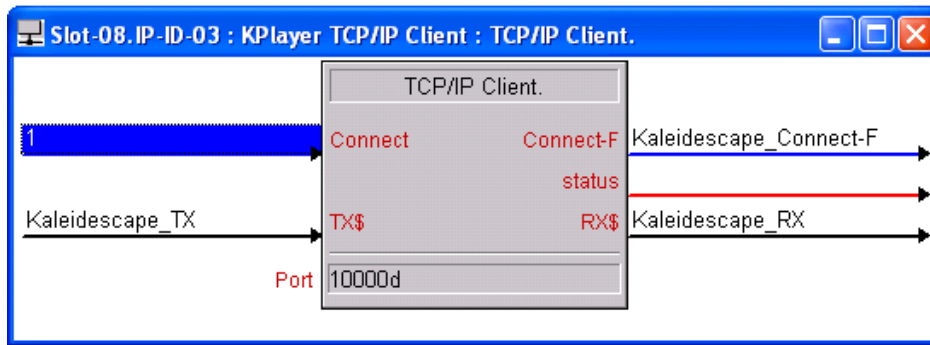 Slot-08.IP-ID-03 : KPlayer TCP/IP Client : TCP/IP Client.
TCP/IP Client.
1 Connect Connect-F Kaleidescape_Connect-F
status
Kaleidescape_TX TX$ RX$ Kaleidescape_RX
Port 10000d